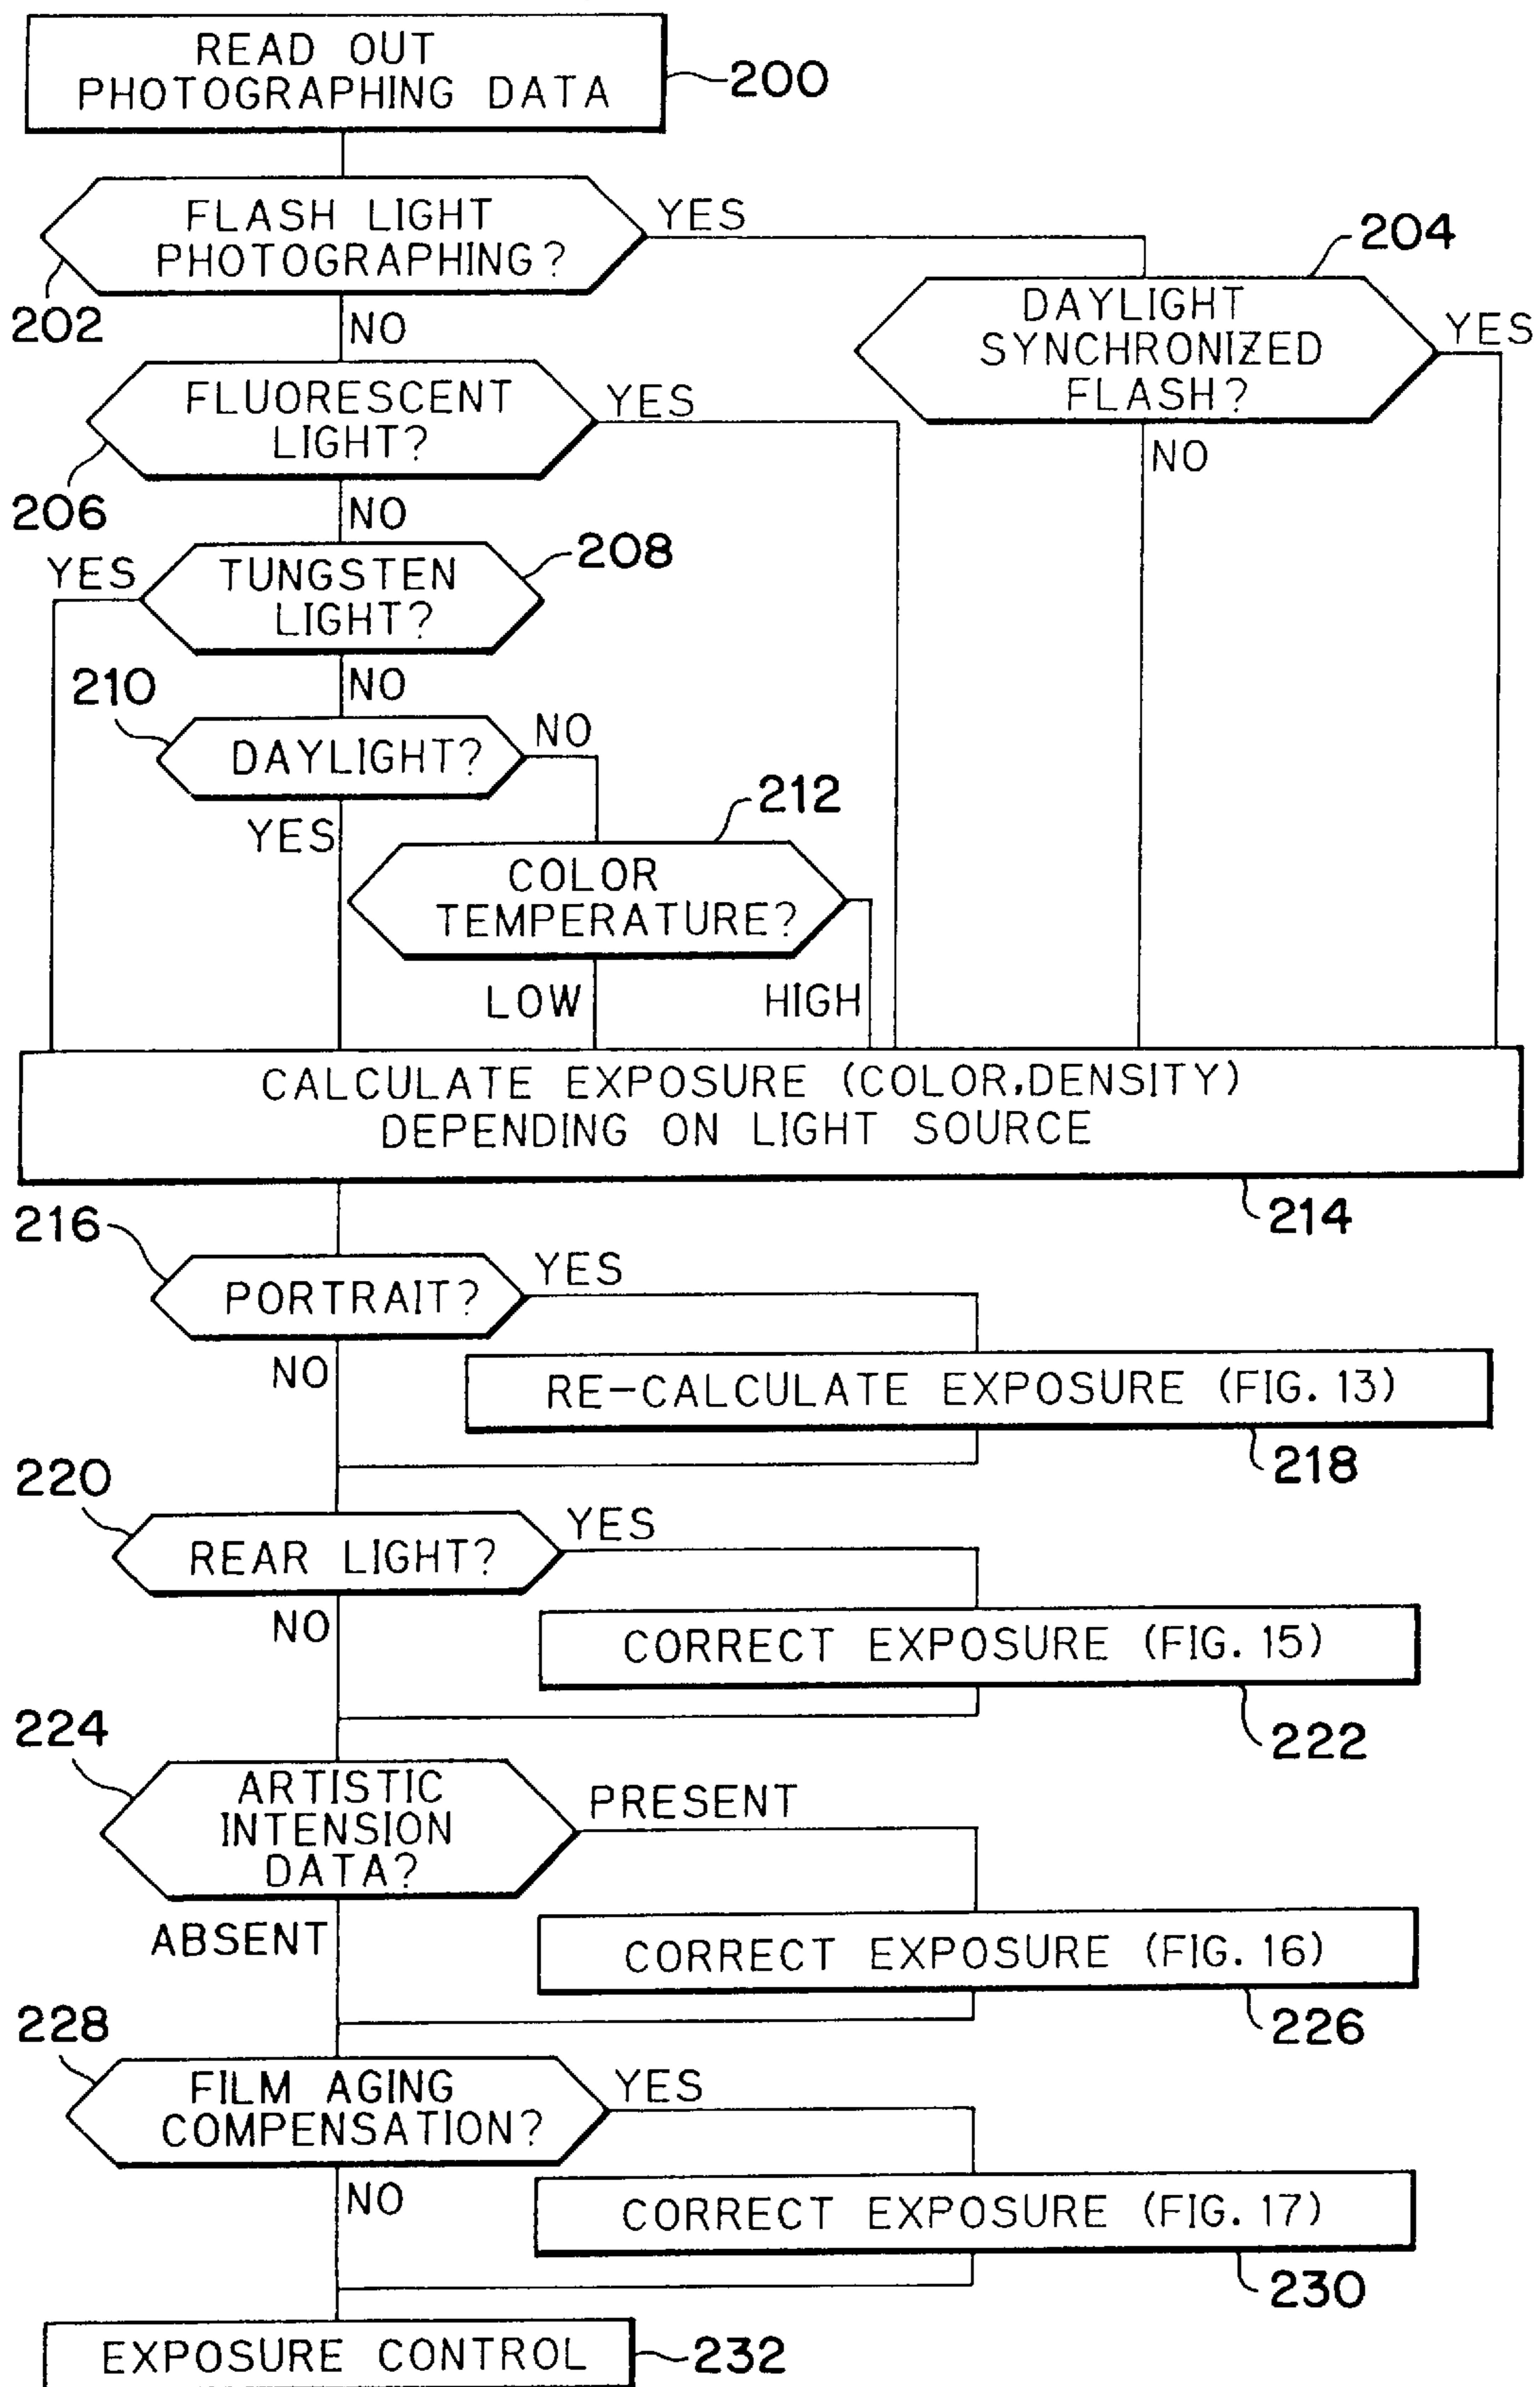 READ OUT
PHOTOGRAPHING DATA
200
FLASH LIGHT
PHOTOGRAPHING?
YES
202
NO
204
DAYLIGHT
SYNCHRONIZED
FLASH?
YES
NO
FLUORESCENT
LIGHT?
YES
206
NO
208
YES
TUNGSTEN
LIGHT?
NO
210
DAYLIGHT?
NO
YES
212
COLOR
TEMPERATURE?
LOW
HIGH
CALCULATE EXPOSURE (COLOR,DENSITY)
DEPENDING ON LIGHT SOURCE
214
216
PORTRAIT?
YES
NO
RE-CALCULATE EXPOSURE (FIG. 13)
218
220
REAR LIGHT?
YES
NO
CORRECT EXPOSURE (FIG. 15)
222
224
ARTISTIC
INTENSION
DATA?
PRESENT
ABSENT
CORRECT EXPOSURE (FIG. 16)
226
228
FILM AGING
COMPENSATION?
YES
NO
CORRECT EXPOSURE (FIG. 17)
230
EXPOSURE CONTROL
232